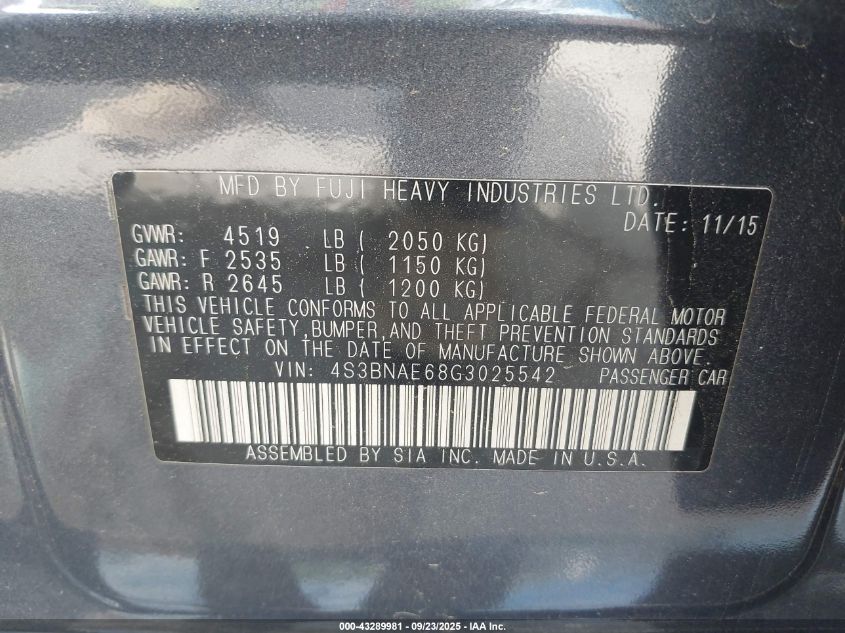 MFD BY FUJI HEAVY INDUSTRIES LTD.
DATE: 11/15
GVWR: 4519 LB ( 2050 KG)
GAWR: F 2535 LB ( 1150 KG)
GAWR: R 2645 LB ( 1200 KG)
THIS VEHICLE CONFORMS TO ALL APPLICABLE FEDERAL MOTOR
VEHICLE SAFETY, BUMPER, AND THEFT PREVENTION STANDARDS
IN EFFECT ON THE DATE OF MANUFACTURE SHOWN ABOVE.
VIN: 4S3BNAE68G3025542 PASSENGER CAR
ASSEMBLED BY SIA INC. MADE IN U.S.A.
000-43289981 - 09/23/2025 - IAA Inc.